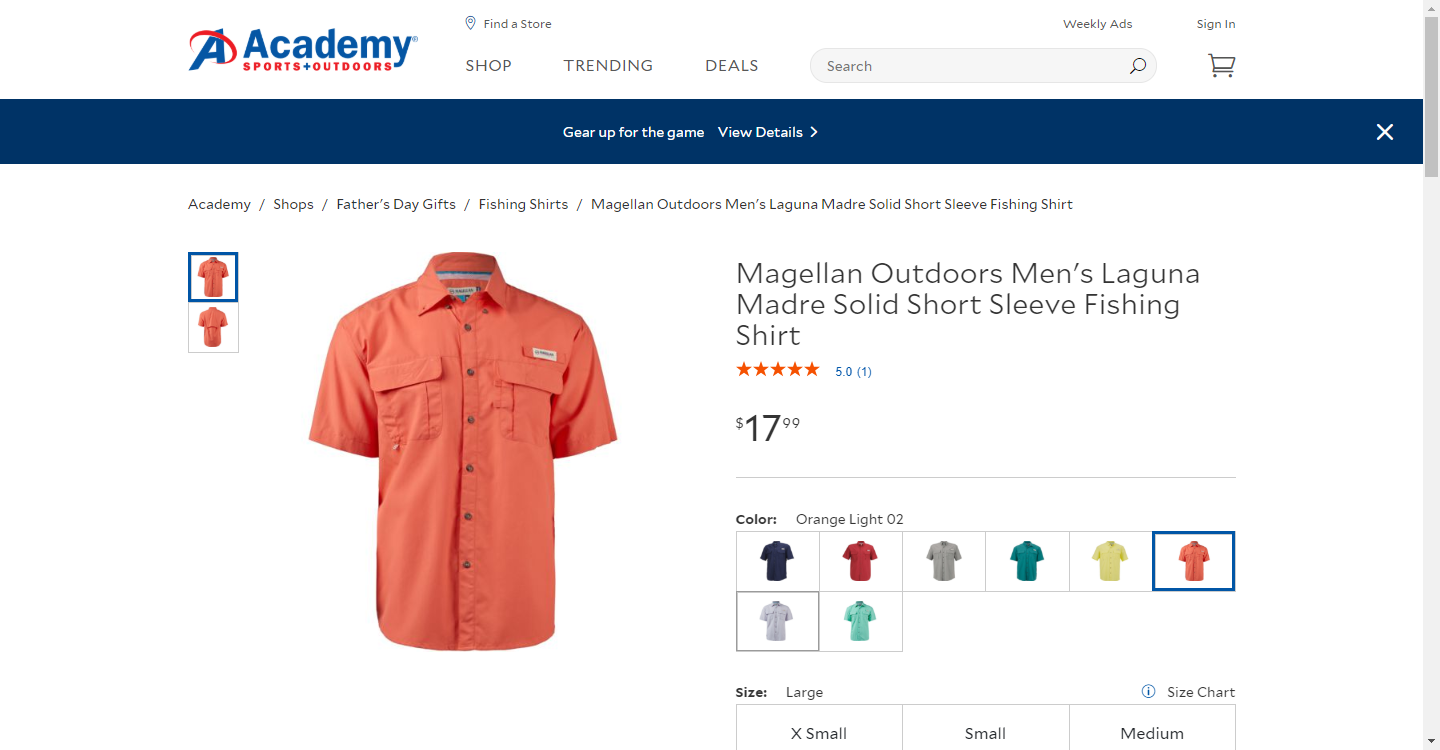 Find a Store
Weekly Ads
Sign In
Academy
SPORTS+OUTDOORS
SHOP
TRENDING
DEALS
Search
Gear up for the game View Details
Academy / Shops / Father's Day Gifts / Fishing Shirts / Magellan Outdoors Men's Laguna Madre Solid Short Sleeve Fishing Shirt
Magellan Outdoors Men's Laguna
Madre Solid Short Sleeve Fishing
Shirt
5.0 (1)
$17.99
Color: Orange Light 02
Size: Large
Size Chart
X Small
Small
Medium